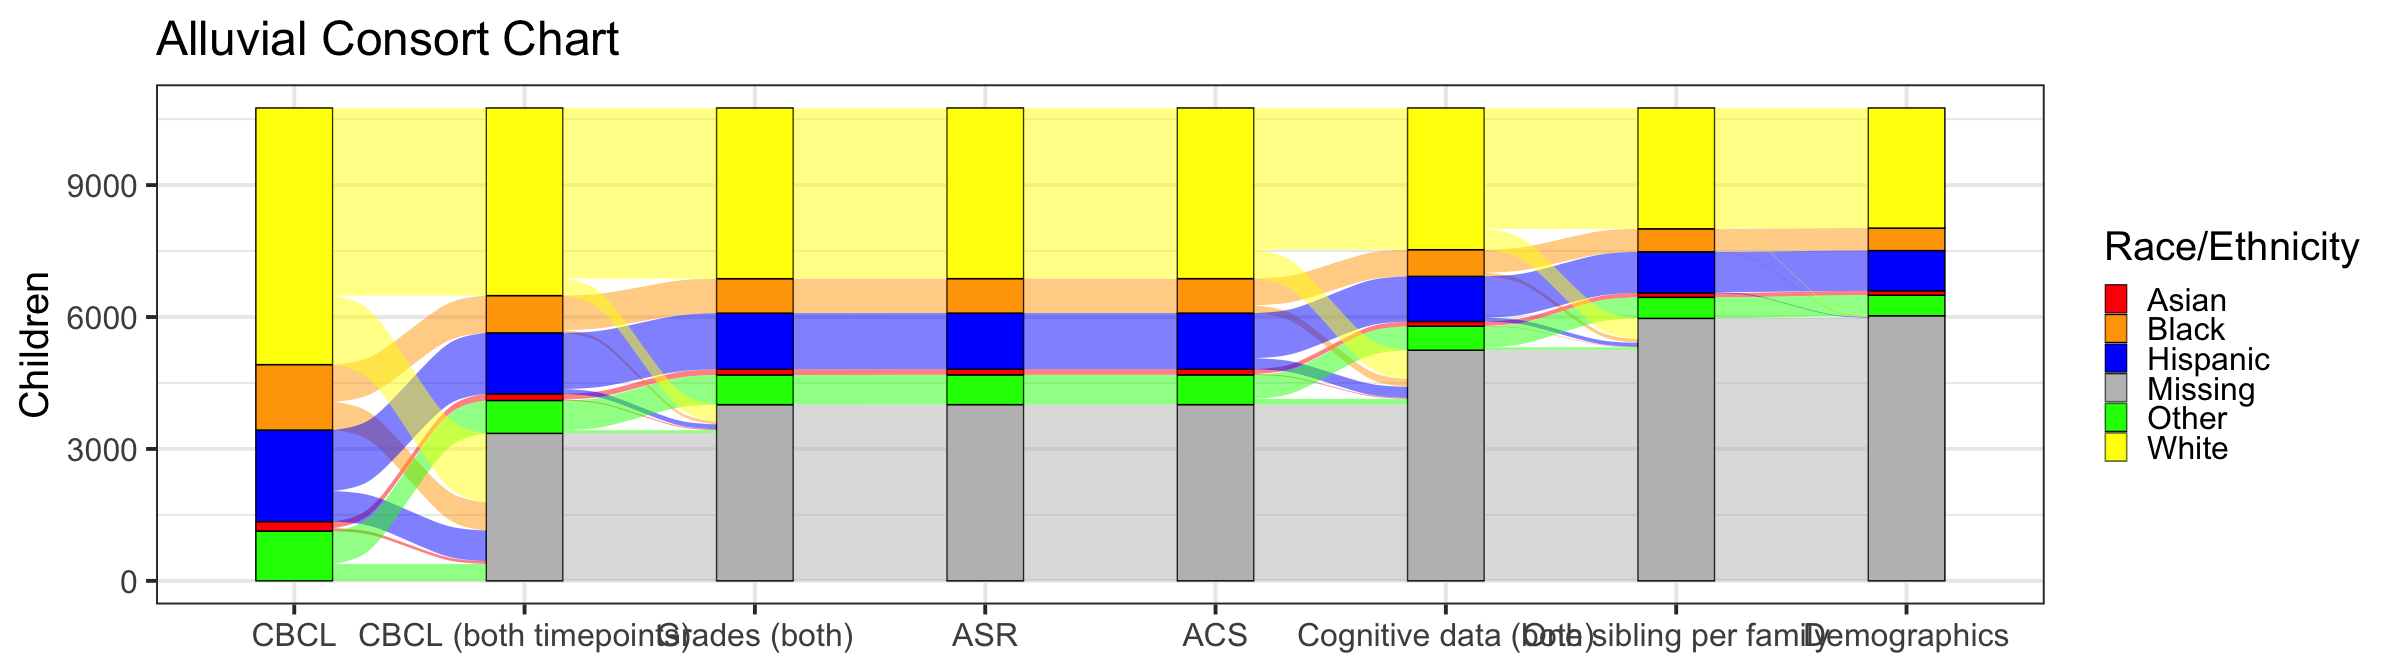 Alluvial Consort Chart
Children
9000
6000
3000
0
CBCL
CBCL (both timepoints)
Grades (both)
ASR
ACS
Cognitive data (both)
One sibling per family
Demographics
Race/Ethnicity
Asian
Black
Hispanic
Missing
Other
White